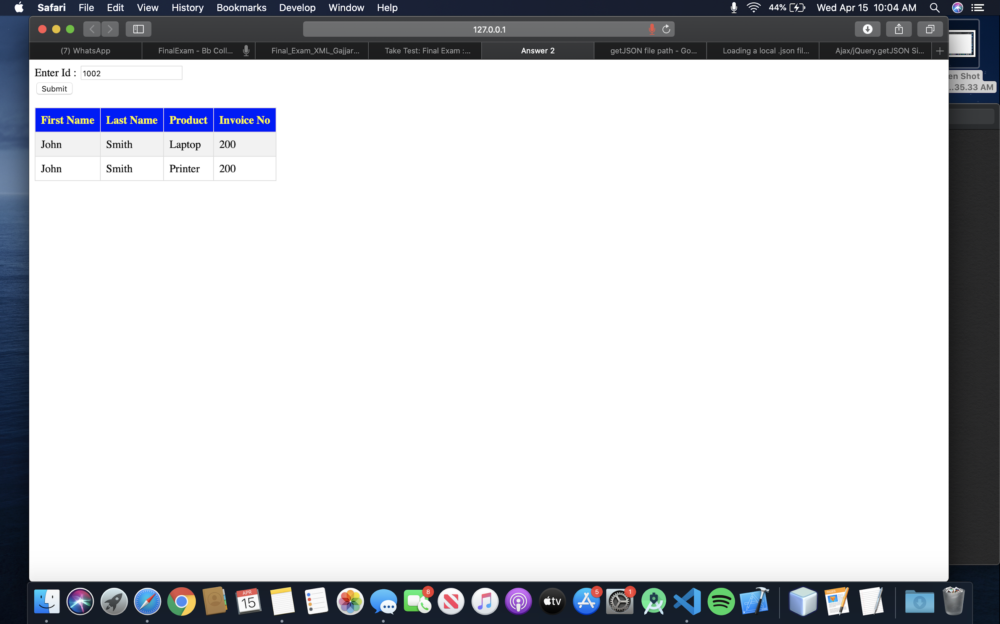 Safari File Edit View History Bookmarks Develop Window Help 44% Wed Apr 15 10:04 AM
127.0.0.1
(7) WhatsApp FinalExam - Bb Coll... Final_Exam_XML_Gajjar... Take Test: Final Exam :... Answer 2 getJSON file path - Go... Loading a local .json fil... Ajax/jQuery.getJSON Si...
en Shot
...35.33 AM
Enter Id : 1002
Submit
First Name Last Name Product Invoice No
John Smith Laptop 200
John Smith Printer 200
8 5 1
APR
15
tv
PAGES